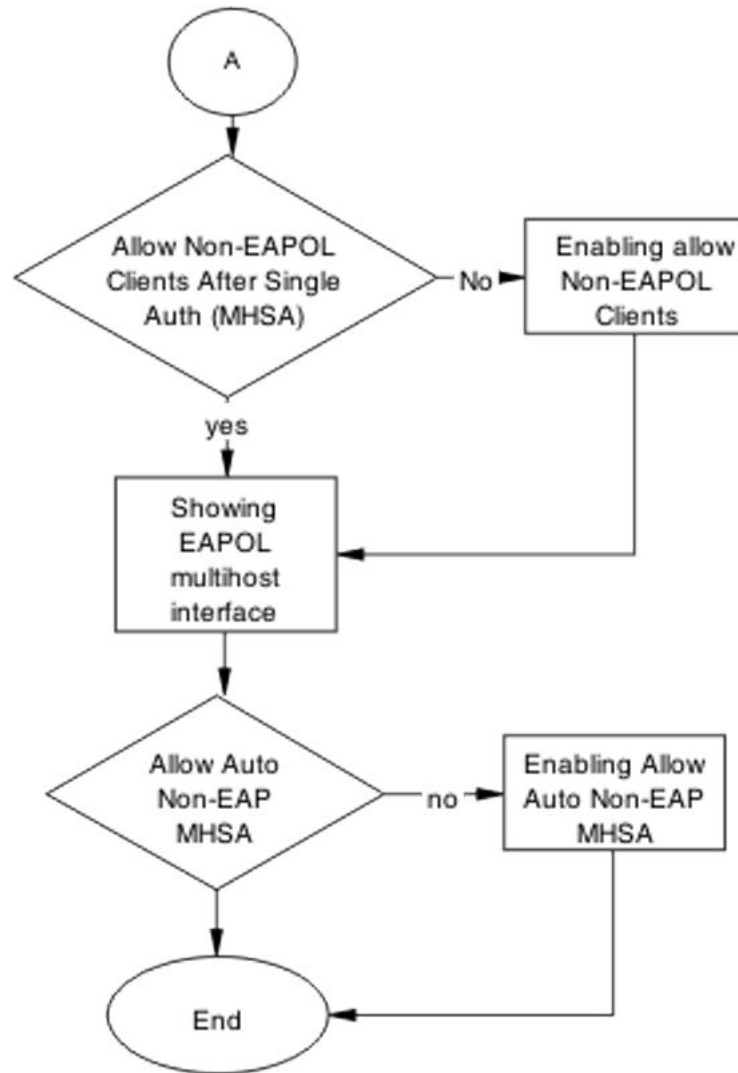 A
Allow Non-EAPOL
Clients After Single
Auth (MHSA)
No
Enabling allow
Non-EAPOL
Clients
yes
Showing
EAPOL
multihost
interface
Allow Auto
Non-EAP
MHSA
no
Enabling Allow
Auto Non-EAP
MHSA
End